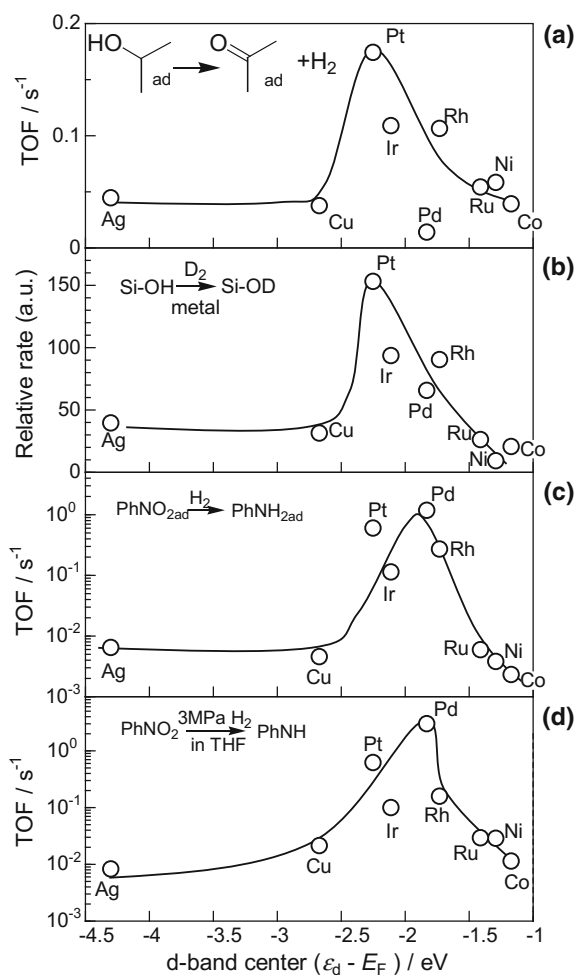 (a)
HO
O
ad
ad
+H₂
TOF / s⁻¹
0.2
0.1
0
Pt
Ir
Rh
Ni
Ag
Cu
Pd
Ru
Co
(b)
Si-OH D₂ Si-OD
metal
Relative rate (a.u.)
150
100
50
0
Pt
Ir
Rh
Pd
Ag
Cu
Ru
Ni
Co
(c)
PhNO₂ad H₂ PhNH₂ad
TOF / s⁻¹
10⁰
10⁻¹
10⁻²
10⁻³
Pt
Pd
Rh
Ir
Ag
Cu
Ru
Ni
Co
(d)
PhNO₂ 3MPa H₂ PhNH
in THF
TOF / s⁻¹
10⁰
10⁻¹
10⁻²
10⁻³
Pd
Pt
Ir
Rh
Ag
Cu
Ru
Ni
Co
-4.5 -4 -3.5 -3 -2.5 -2 -1.5 -1
d-band center (εd - EF) / eV